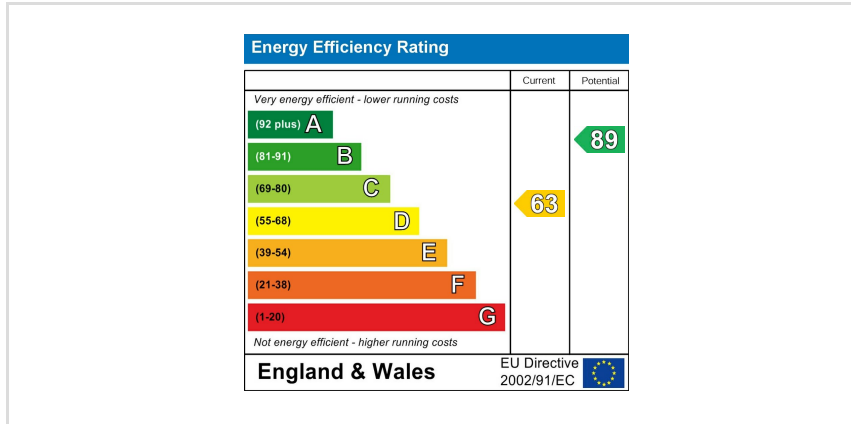 Energy Efficiency Rating
Current Potential
Very energy efficient - lower running costs
(92 plus) A
(81-91) B
(69-80) C
(55-68) D
(39-54) E
(21-38) F
(1-20) G
89
63
Not energy efficient - higher running costs
England & Wales
EU Directive
2002/91/EC